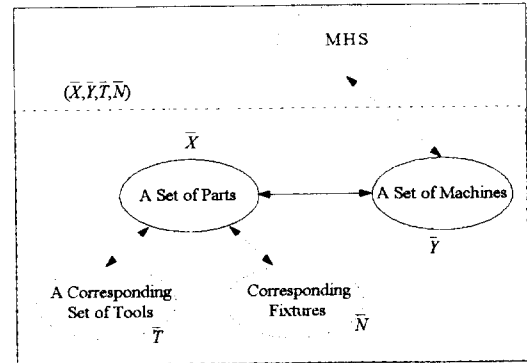 MHS
(X̄,Ȳ,T̄,N̄)
X̄
A Set of Parts
A Set of Machines
Ȳ
A Corresponding
Set of Tools
T̄
Corresponding
Fixtures
N̄